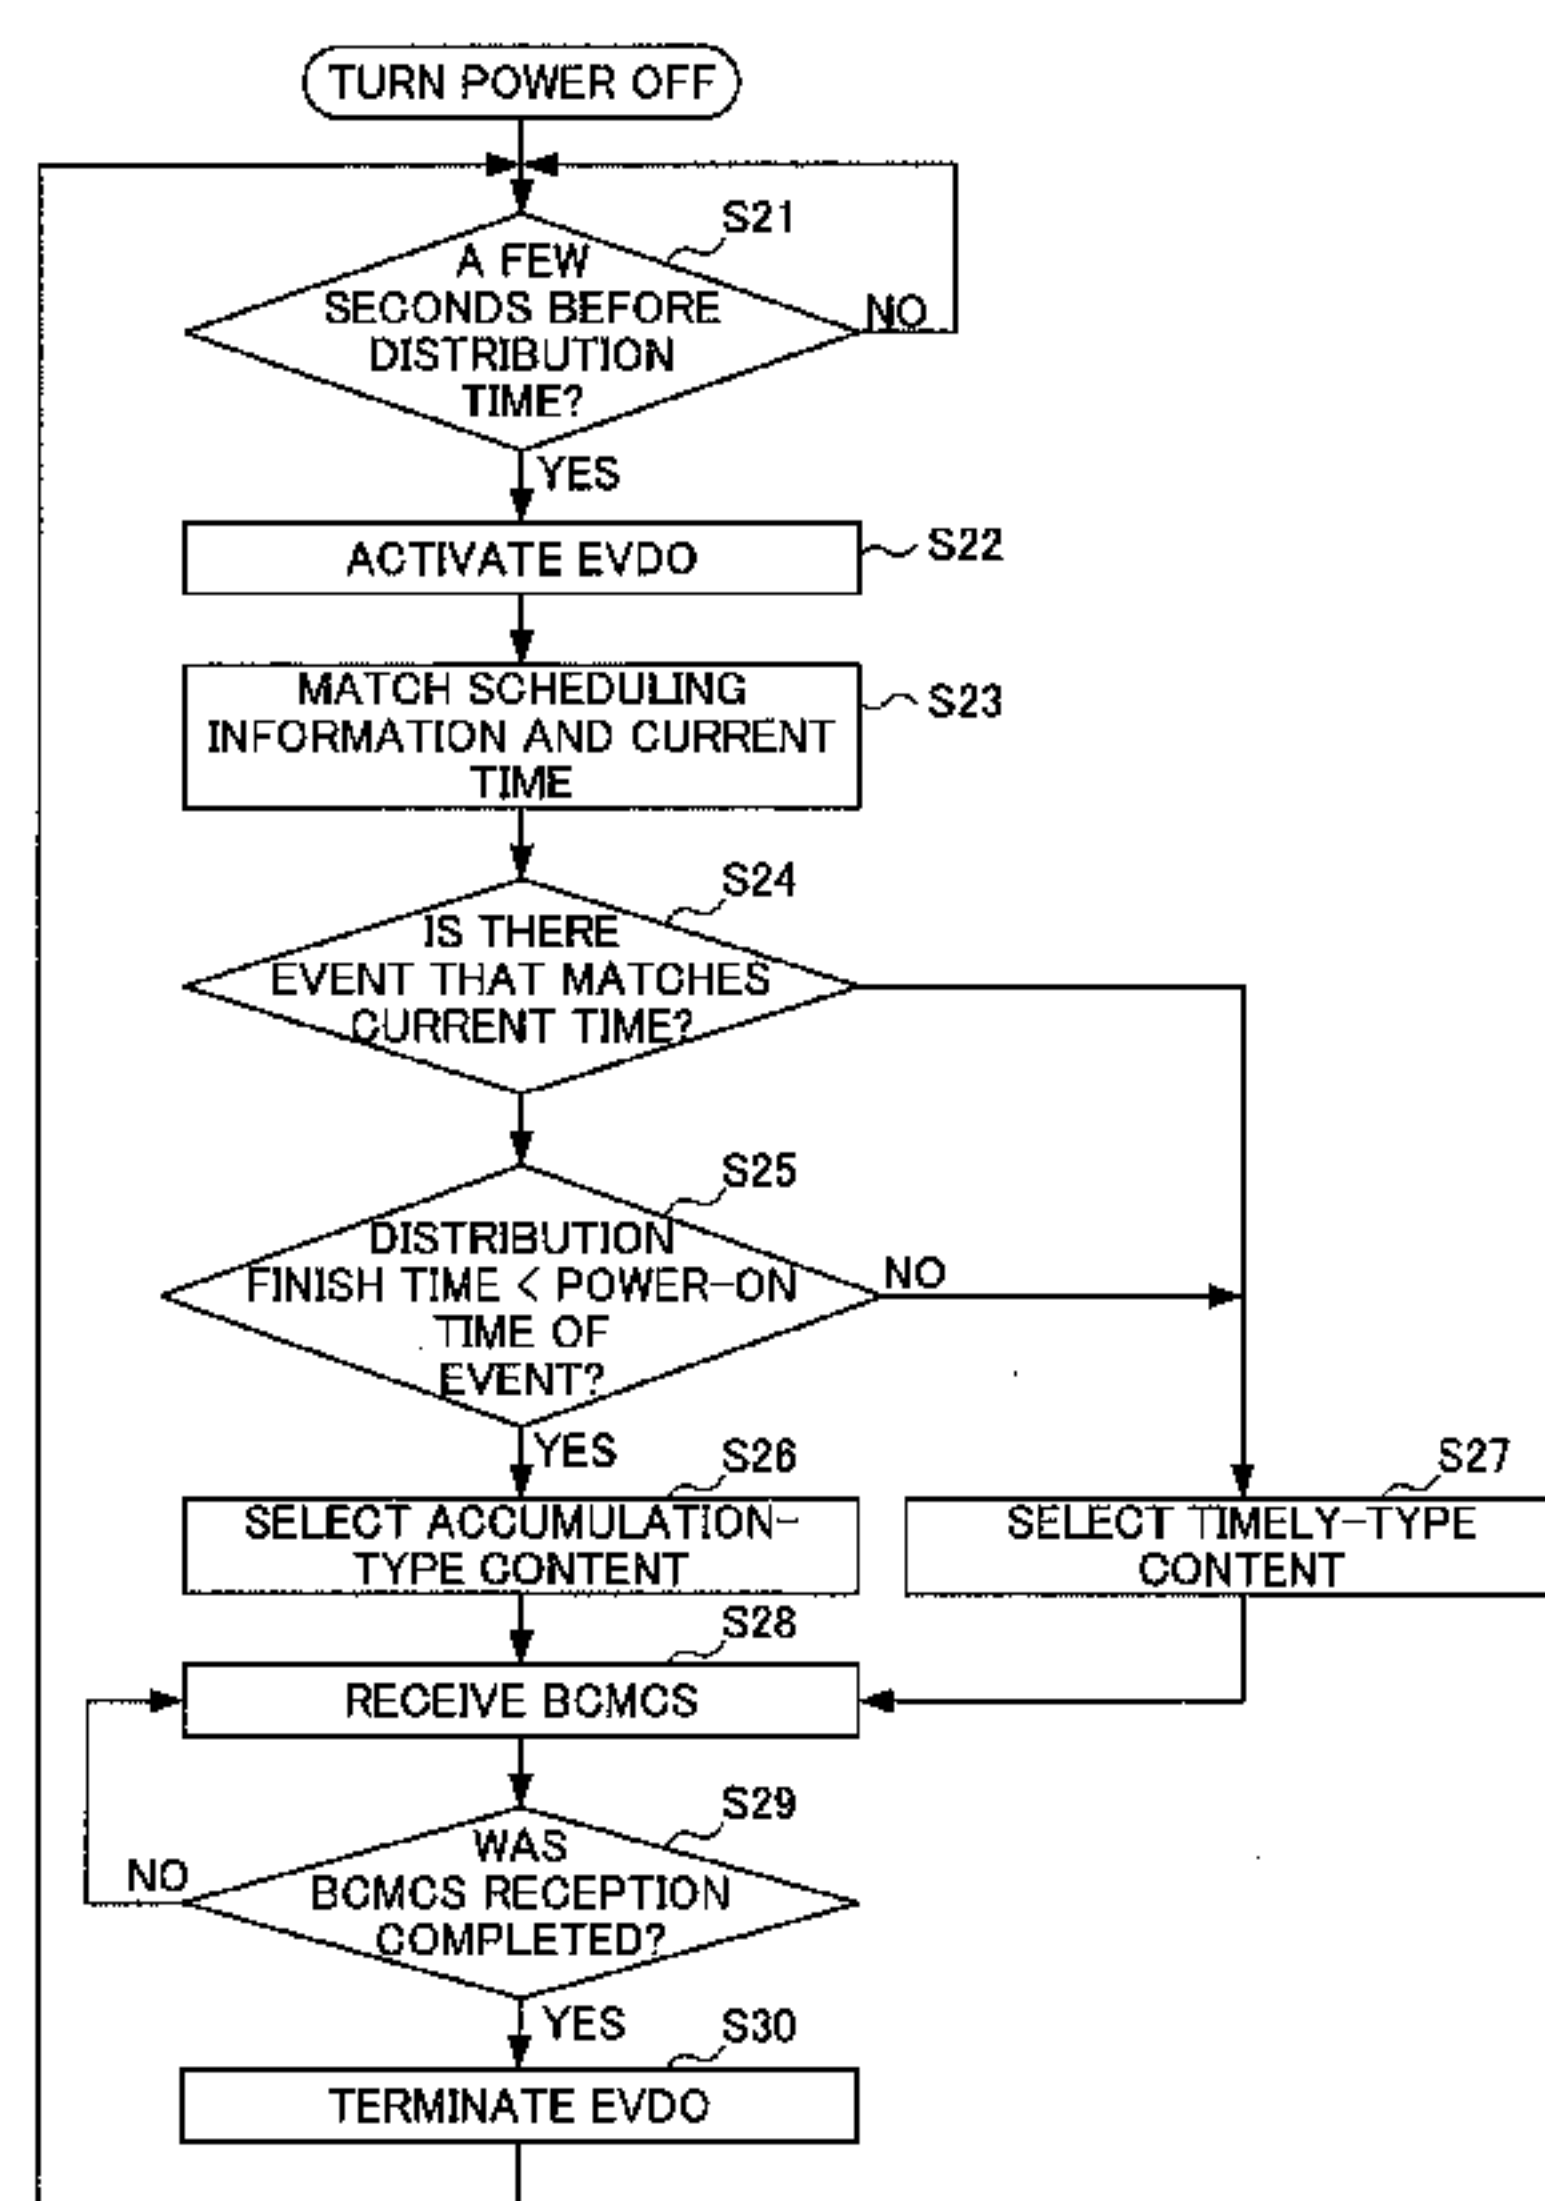 TURN POWER OFF
S21
A FEW
SECONDS BEFORE
DISTRIBUTION
TIME?
NO
YES
ACTIVATE EVDO
S22
MATCH SCHEDULING
INFORMATION AND CURRENT
TIME
S23
S24
IS THERE
EVENT THAT MATCHES
CURRENT TIME?
S25
DISTRIBUTION
FINISH TIME < POWER-ON
TIME OF
EVENT?
NO
YES
S26
SELECT ACCUMULATION-
TYPE CONTENT
S27
SELECT TIMELY-TYPE
CONTENT
S28
RECEIVE BCMCS
S29
WAS
BCMCS RECEPTION
COMPLETED?
NO
YES
S30
TERMINATE EVDO